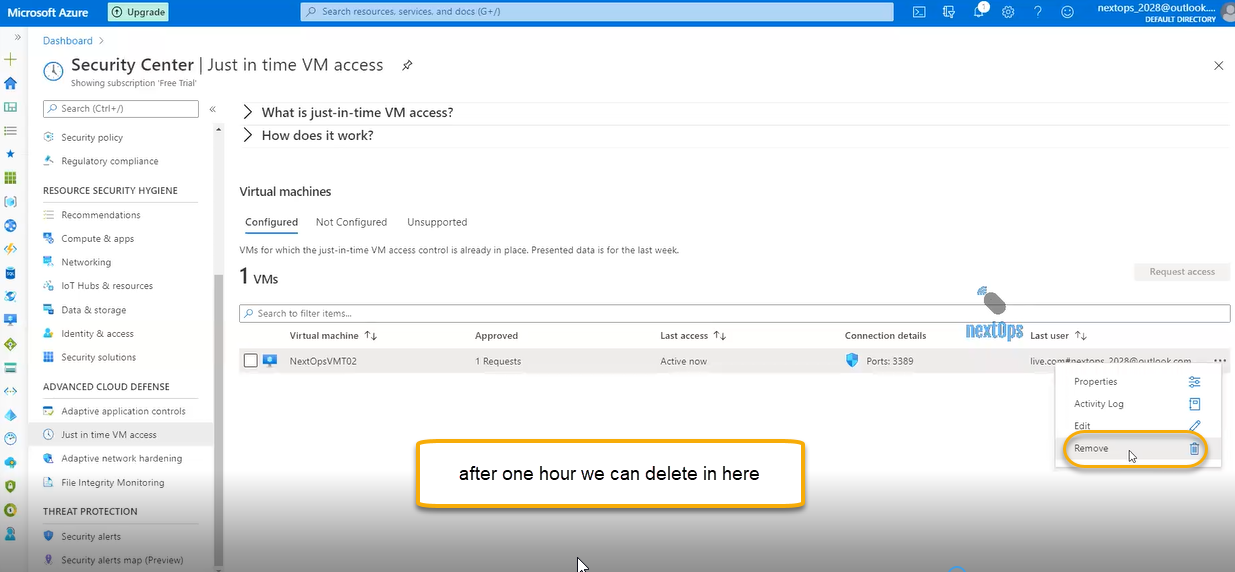 Microsoft Azure
Upgrade
Search resources, services, and docs (G+/)
1
nextops_2028@outlook....
DEFAULT DIRECTORY
Dashboard
Security Center | Just in time VM access
Showing subscription 'Free Trial'
Search (Ctrl+/)
Security policy
Regulatory compliance
RESOURCE SECURITY HYGIENE
Recommendations
Compute & apps
Networking
IoT Hubs & resources
Data & storage
Identity & access
Security solutions
ADVANCED CLOUD DEFENSE
Adaptive application controls
Just in time VM access
Adaptive network hardening
File Integrity Monitoring
THREAT PROTECTION
Security alerts
Security alerts map (Preview)
What is just-in-time VM access?
How does it work?
Virtual machines
Configured Not Configured Unsupported
VMs for which the just-in-time VM access control is already in place. Presented data is for the last week.
1 VMs
Request access
nextOps
Search to filter items...
Virtual machine Approved Last access Connection details Last user
NextOpsVMT02 1 Requests Active now Ports: 3389 live.com#nextops_2028@outlook.com
Properties
Activity Log
Edit
Remove
after one hour we can delete in here